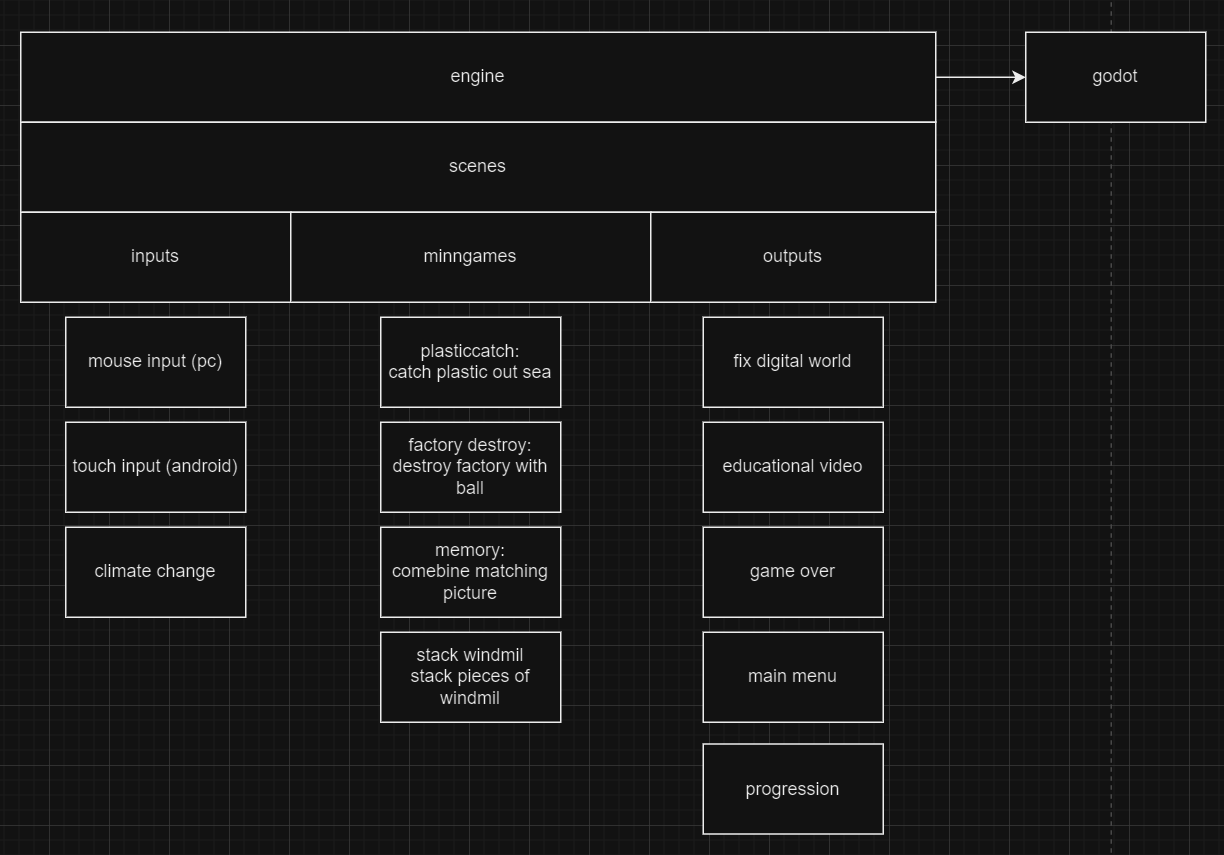 engine
godot
scenes
inputs
minngames
outputs
mouse input (pc)
touch input (android)
climate change
plasticcatch:
catch plastic out sea
factory destroy:
destroy factory with
ball
memory:
comebine matching
picture
stack windmil
stack pieces of
windmil
fix digital world
educational video
game over
main menu
progression